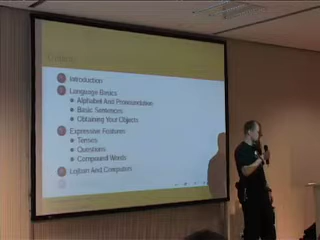 Introduction
Language Basics
Alphabet And Pronounciation
Basic Sentences
Obtaining Your Objects
Expressive Features
Tenses
Questions
Compound Words
Lojban And Computers